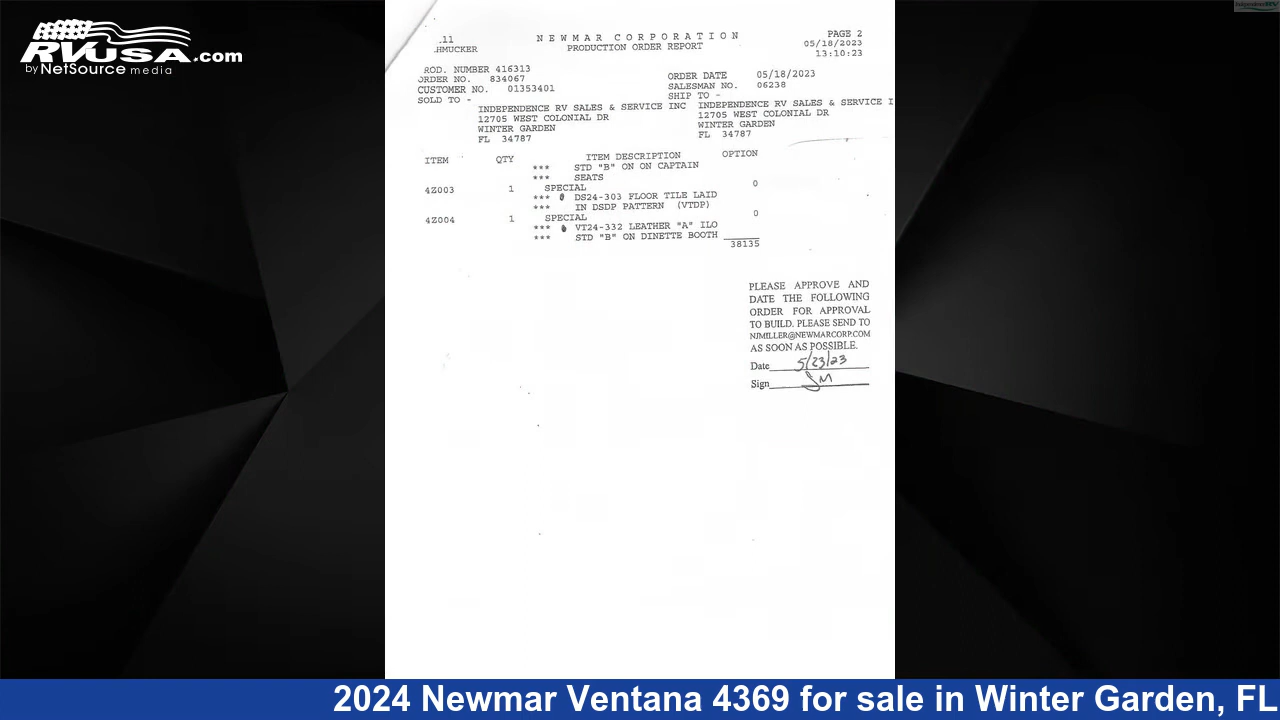 RVUSA.com
by NetSource media
IndependenceRV
.11 NEWMAR CORPORATION PAGE 2
HMUCKER PRODUCTION ORDER REPORT 05/18/2023
13:10:23
ROD. NUMBER 416313
ORDER NO. 834067 ORDER DATE 05/18/2023
CUSTOMER NO. 01353401 SALESMAN NO. 06238
SOLD TO - SHIP TO -
INDEPENDENCE RV SALES & SERVICE INC INDEPENDENCE RV SALES & SERVICE I
12705 WEST COLONIAL DR 12705 WEST COLONIAL DR
WINTER GARDEN WINTER GARDEN
FL 34787 FL 34787
ITEM QTY ITEM DESCRIPTION OPTION
*** STD "B" ON ON CAPTAIN
*** SEATS
4Z003 1 SPECIAL 0
*** DS24-303 FLOOR TILE LAID
*** IN DSDP PATTERN (VTDP)
4Z004 1 SPECIAL 0
*** VT24-332 LEATHER "A" ILO
*** STD "B" ON DINETTE BOOTH
38135
PLEASE APPROVE AND
DATE THE FOLLOWING
ORDER FOR APPROVAL
TO BUILD. PLEASE SEND TO
NJMILLER@NEWMARCORP.COM
AS SOON AS POSSIBLE.
Date 5/23/23
Sign JM
2024 Newmar Ventana 4369 for sale in Winter Garden, FL